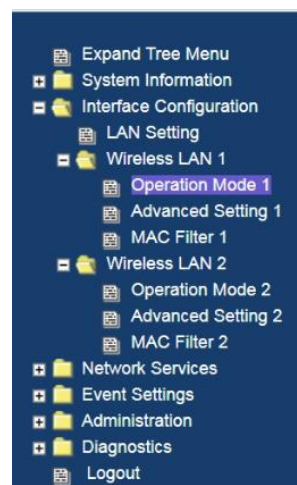 Expand Tree Menu
System Information
Interface Configuration
LAN Setting
Wireless LAN 1
Operation Mode 1
Advanced Setting 1
MAC Filter 1
Wireless LAN 2
Operation Mode 2
Advanced Setting 2
MAC Filter 2
Network Services
Event Settings
Administration
Diagnostics
Logout